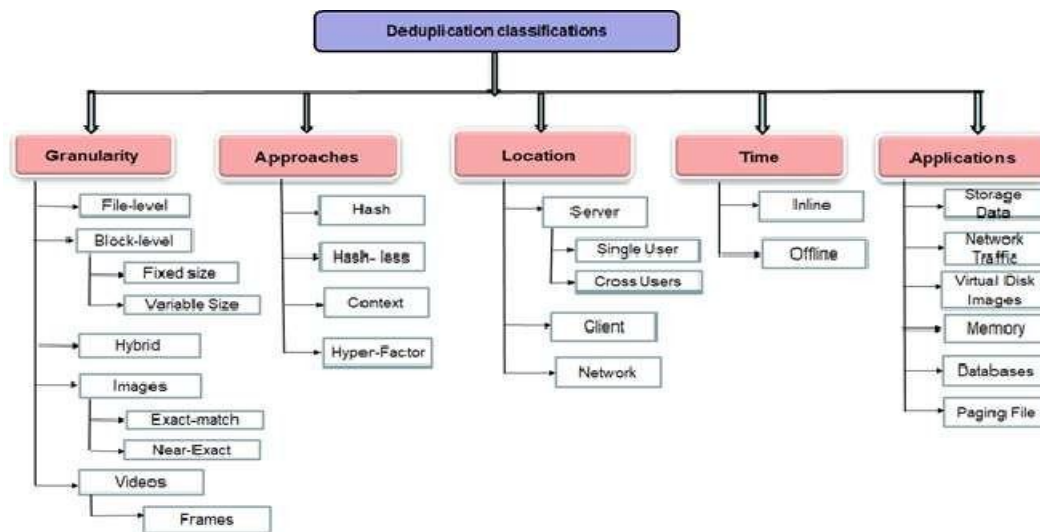 Deduplication classifications
Granularity
File-level
Block-level
Fixed size
Variable Size
Hybrid
Images
Exact-match
Near-Exact
Videos
Frames
Approaches
Hash
Hash- less
Context
Hyper-Factor
Location
Server
Single User
Cross Users
Client
Network
Time
Inline
Offline
Applications
Storage
Data
Network
Traffic
Virtual Disk
Images
Memory
Databases
Paging File